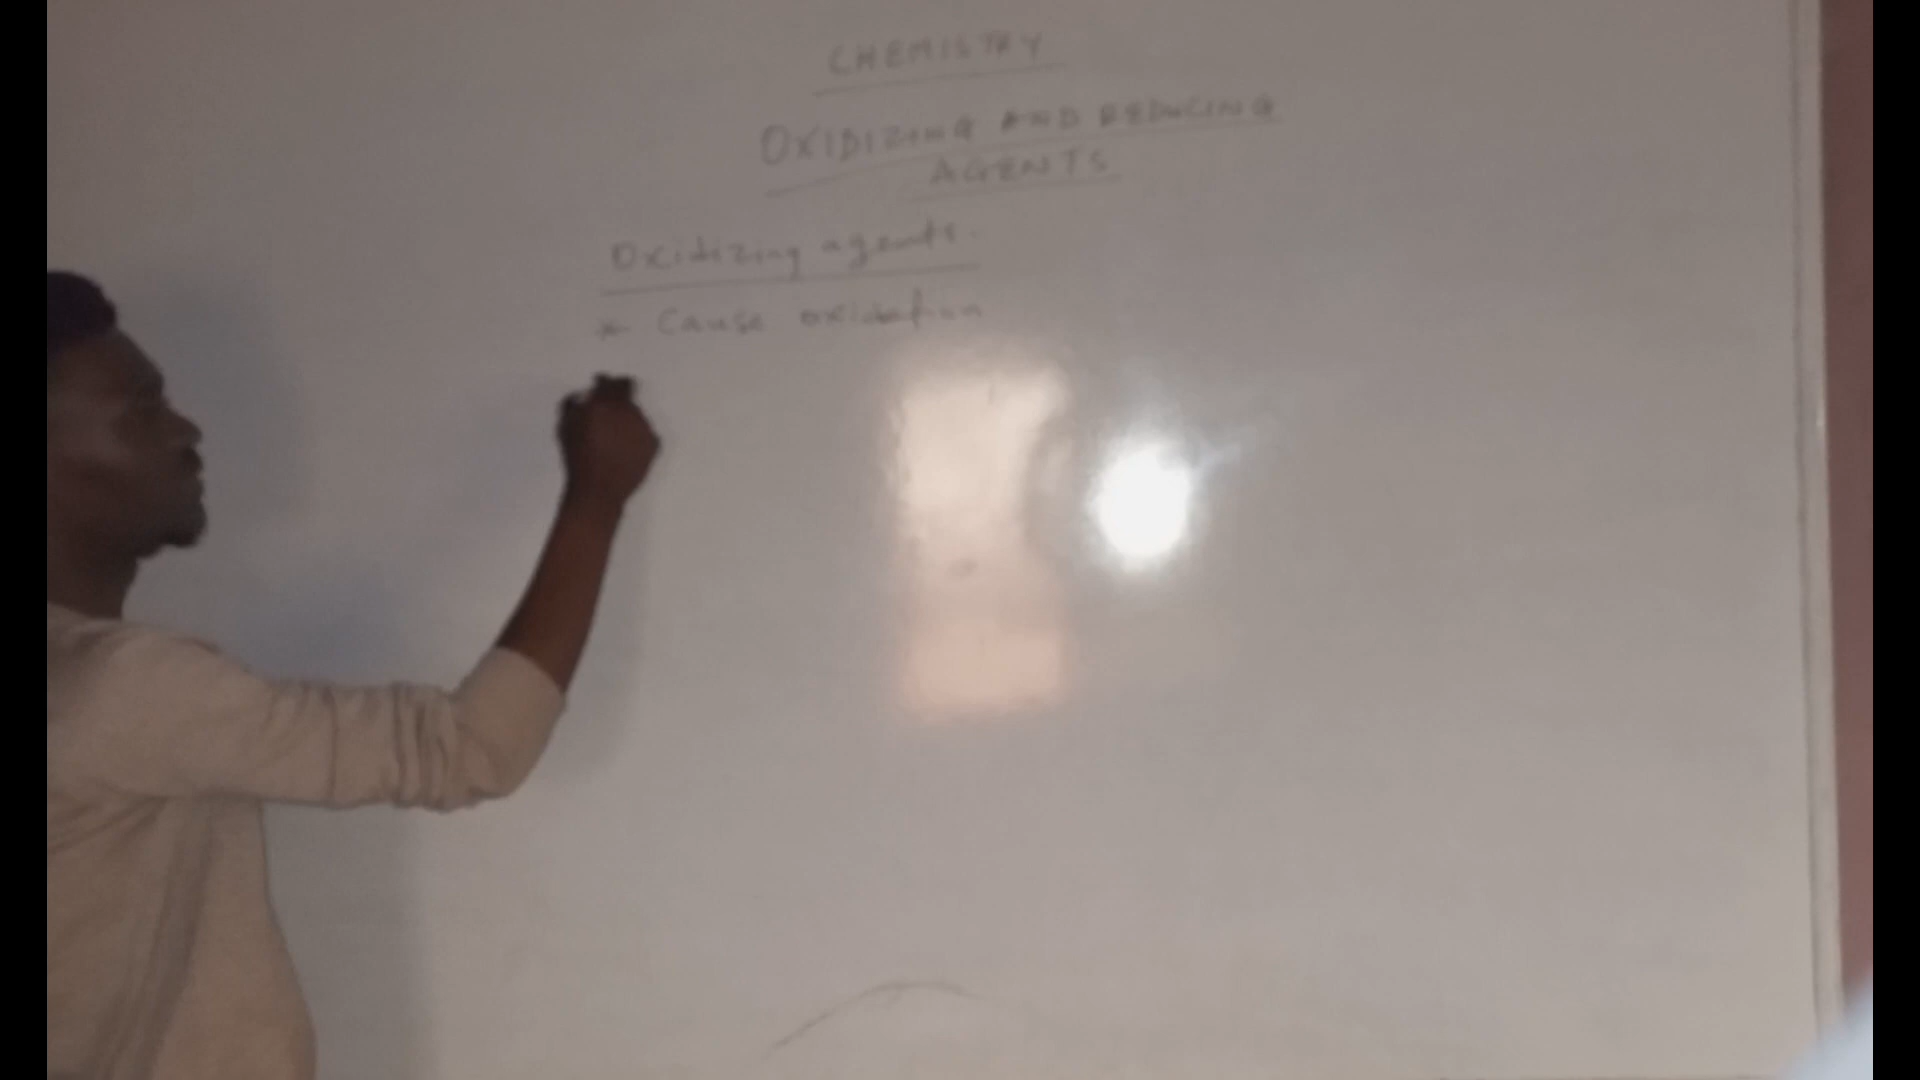 CHEMISTRY
OXIDIZING AND REDUCING
AGENTS
Oxidizing agents.
* Cause oxidation